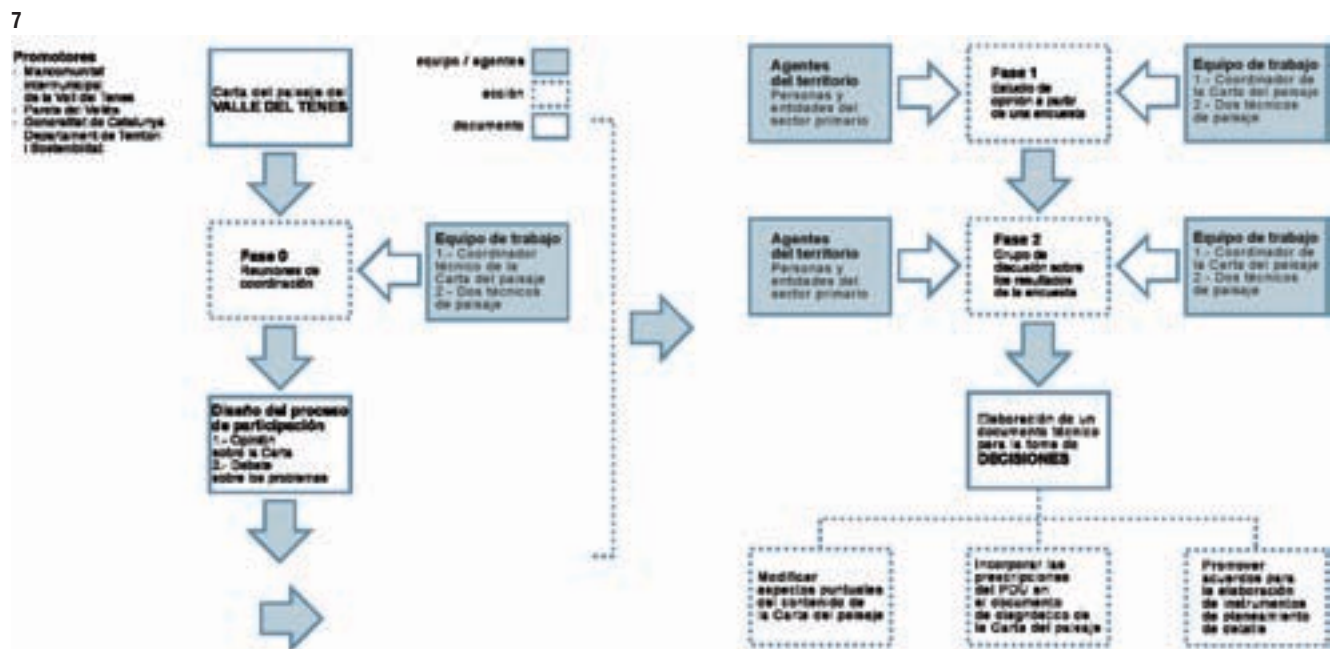 7
Promotores
- Mancomunitat
Intermunicipal
de la Vall del Tenes
- Parets del Vallès
- Generalitat de Catalunya
Departament de Territori
i Sostenibilitat
Carta del paisaje del
VALLE DEL TENES
equipo / agentes
acción
documento
Fase 0
Reuniones de
coordinación
Equipo de trabajo
1.- Coordinador
técnico de la
Carta del paisaje
2.- Dos técnicos
de paisaje
Diseño del proceso
de participación
1.- Opinión
sobre la Carta
2.- Debate
sobre los problemas
Agentes
del territorio
Personas y
entidades del
sector primario
Fase 1
Estudio de
opinión a partir
de una encuesta
Equipo de trabajo
1.- Coordinador de
la Carta del paisaje
2.- Dos técnicos
de paisaje
Agentes
del territorio
Personas y
entidades del
sector primario
Fase 2
Grupo de
discusión sobre
los resultados
de la encuesta
Equipo de trabajo
1.- Coordinador de
la Carta del paisaje
2.- Dos técnicos
de paisaje
Elaboración de un
documento técnico
para la toma de
DECISIONES
Modificar
aspectos puntuales
del contenido de
la Carta del paisaje
Incorporar las
prescripciones
del PDU en
el documento
de diagnóstico de
la Carta del paisaje
Promover
acuerdos para
la elaboración
de instrumentos
de planeamiento
de detalle